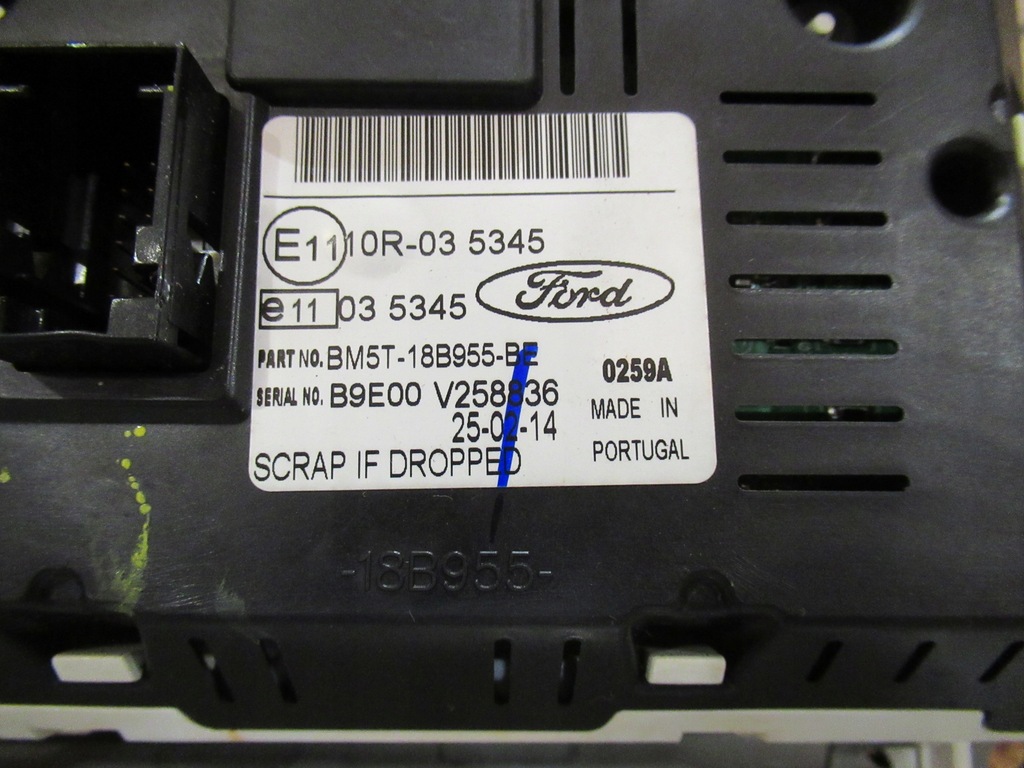 E11 10R-03 5345
e 11 03 5345 Ford
PART NO. BM5T-18B955-BE
0259A
SERIAL NO. B9E00 V258836
MADE IN
25-02-14
PORTUGAL
SCRAP IF DROPPED
-18B955-